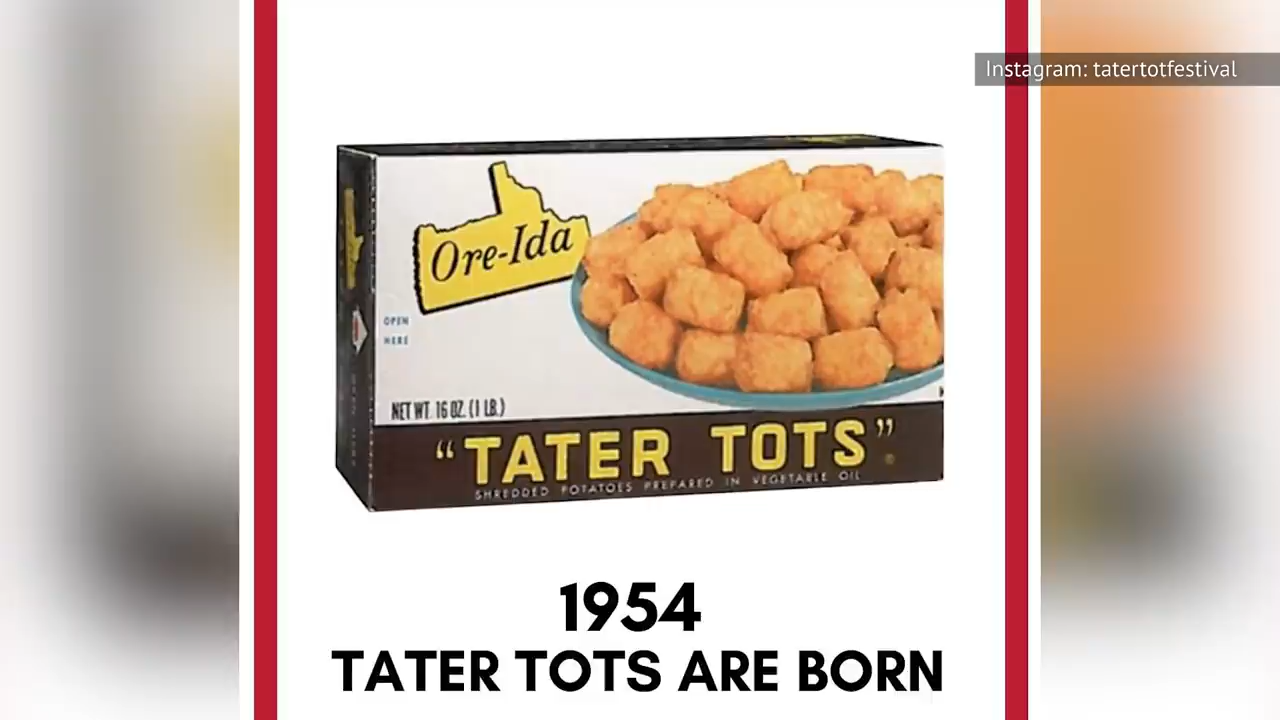 Instagram: tatertotfestival
Ore-Ida
OPEN
HERE
NET WT. 16 OZ. (1 LB.)
“TATER TOTS”
SHREDDED POTATOES PREPARED IN VEGETABLE OIL
1954
TATER TOTS ARE BORN